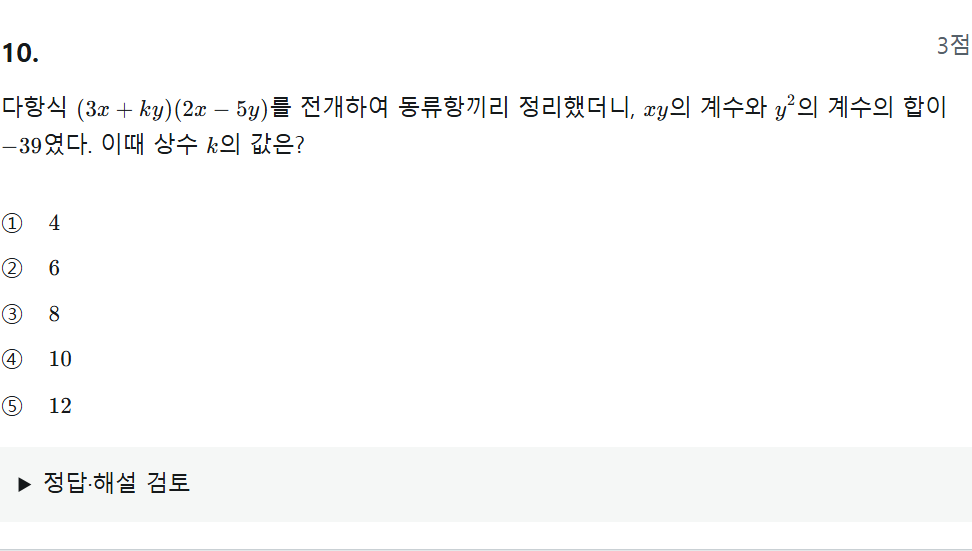 10.
3점
다항식 (3x + ky)(2x − 5y)를 전개하여 동류항끼리 정리했더니, xy의 계수와 y²의 계수의 합이
−39였다. 이때 상수 k의 값은?
① 4
② 6
③ 8
④ 10
⑤ 12
▶ 정답·해설 검토